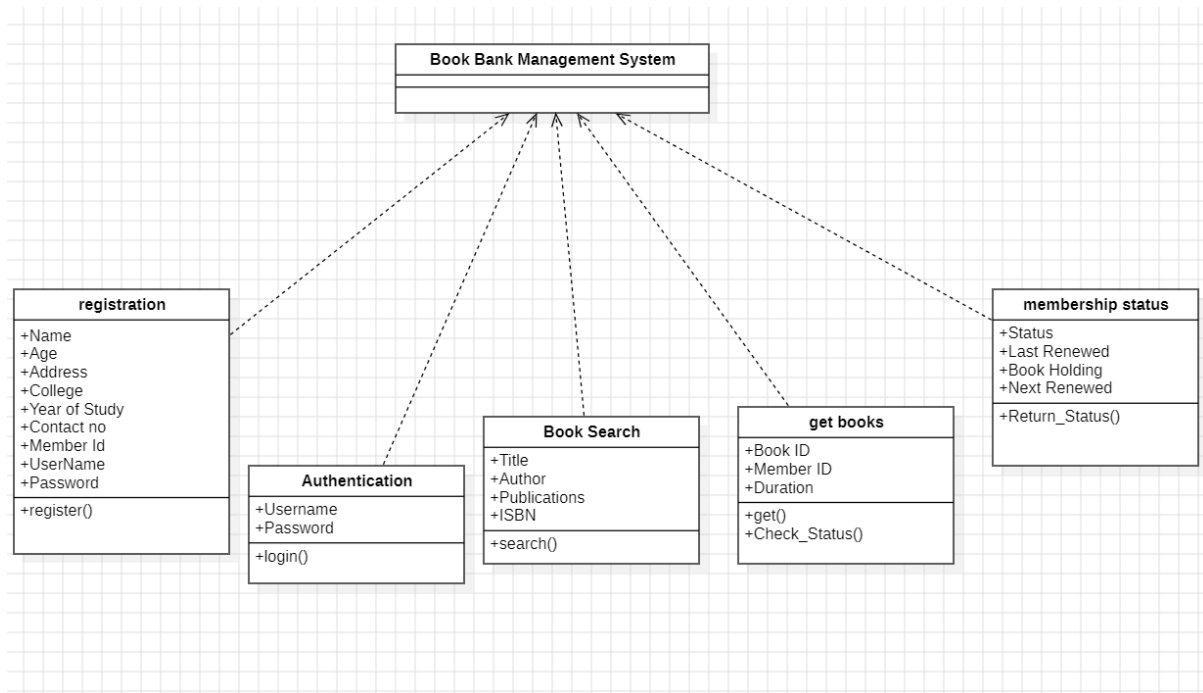 Book Bank Management System
registration
+Name
+Age
+Address
+College
+Year of Study
+Contact no
+Member Id
+UserName
+Password
+register()
Authentication
+Username
+Password
+login()
Book Search
+Title
+Author
+Publications
+ISBN
+search()
get books
+Book ID
+Member ID
+Duration
+get()
+Check_Status()
membership status
+Status
+Last Renewed
+Book Holding
+Next Renewed
+Return_Status()